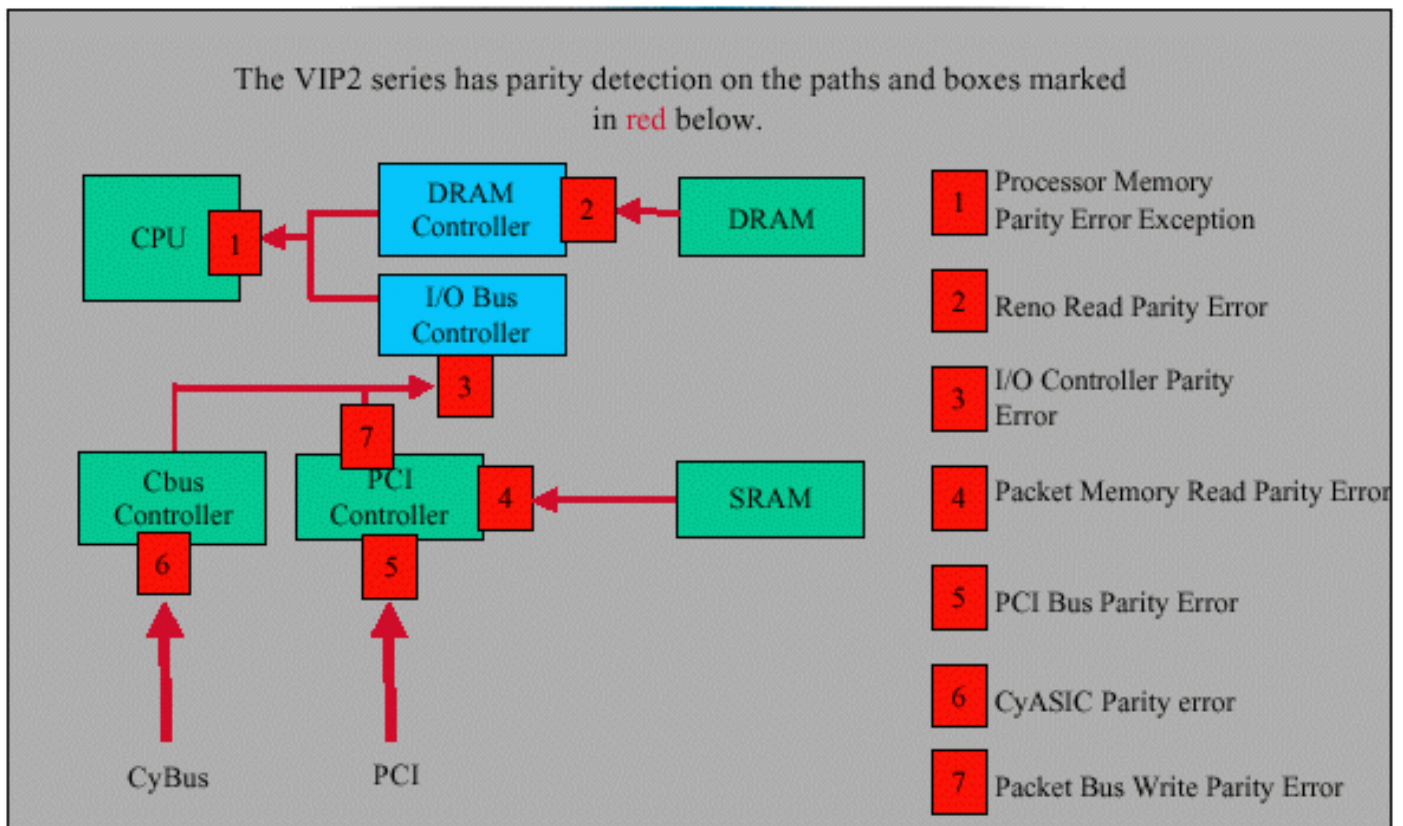 The VIP2 series has parity detection on the paths and boxes marked
in red below.
CPU
1
DRAM
Controller
2
DRAM
I/O Bus
Controller
3
7
Cbus
Controller
6
PCI
Controller
4
5
SRAM
CyBus
PCI
1
Processor Memory
Parity Error Exception
2
Reno Read Parity Error
3
I/O Controller Parity
Error
4
Packet Memory Read Parity Error
5
PCI Bus Parity Error
6
CyASIC Parity error
7
Packet Bus Write Parity Error